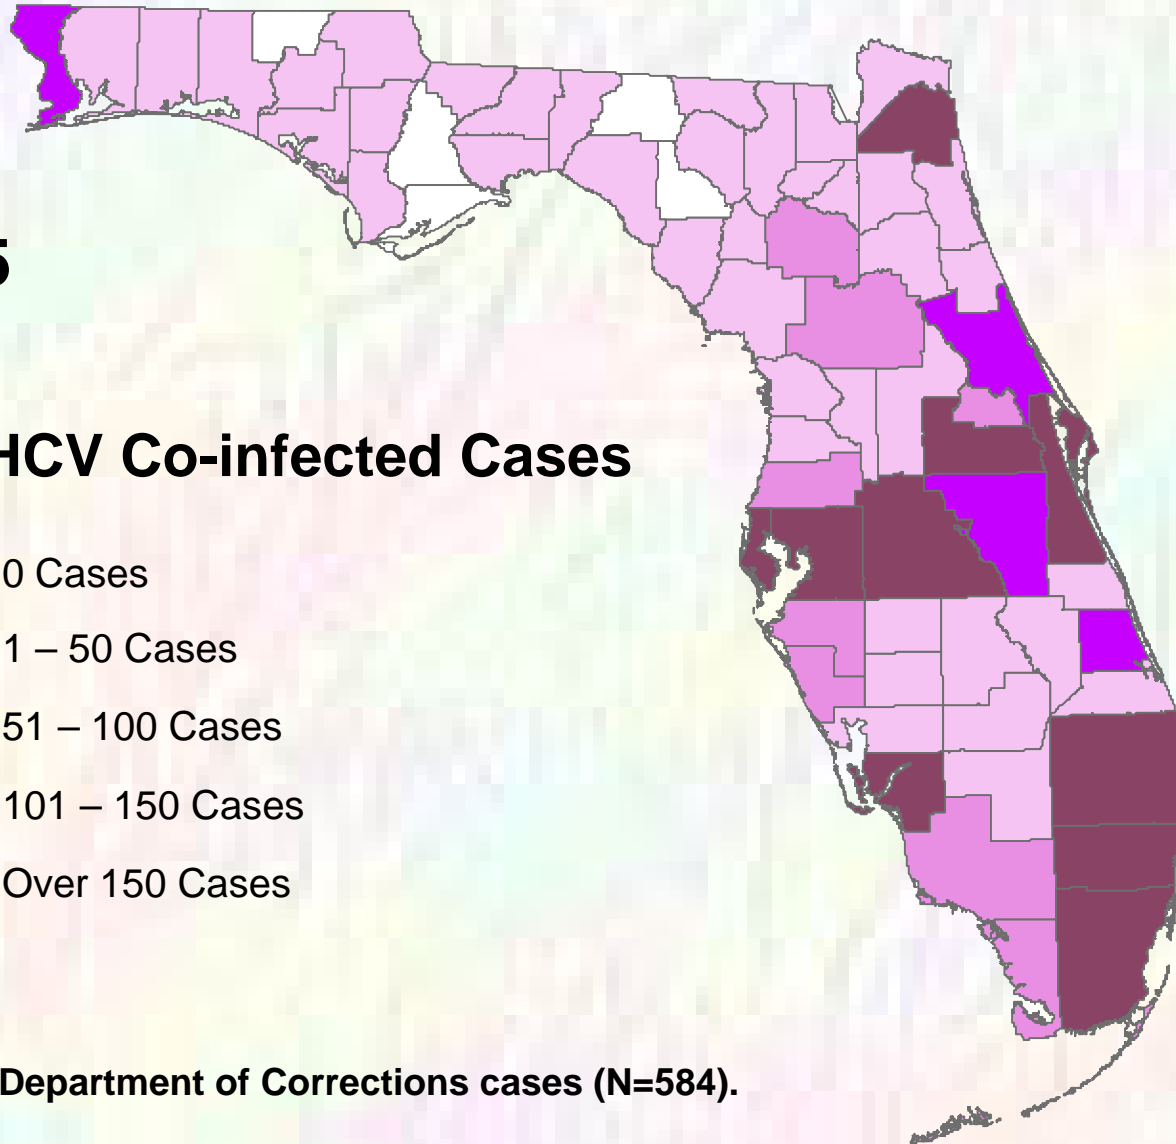 5
HCV Co-infected Cases
0 Cases
1 – 50 Cases
51 – 100 Cases
101 – 150 Cases
Over 150 Cases
Department of Corrections cases (N=584).